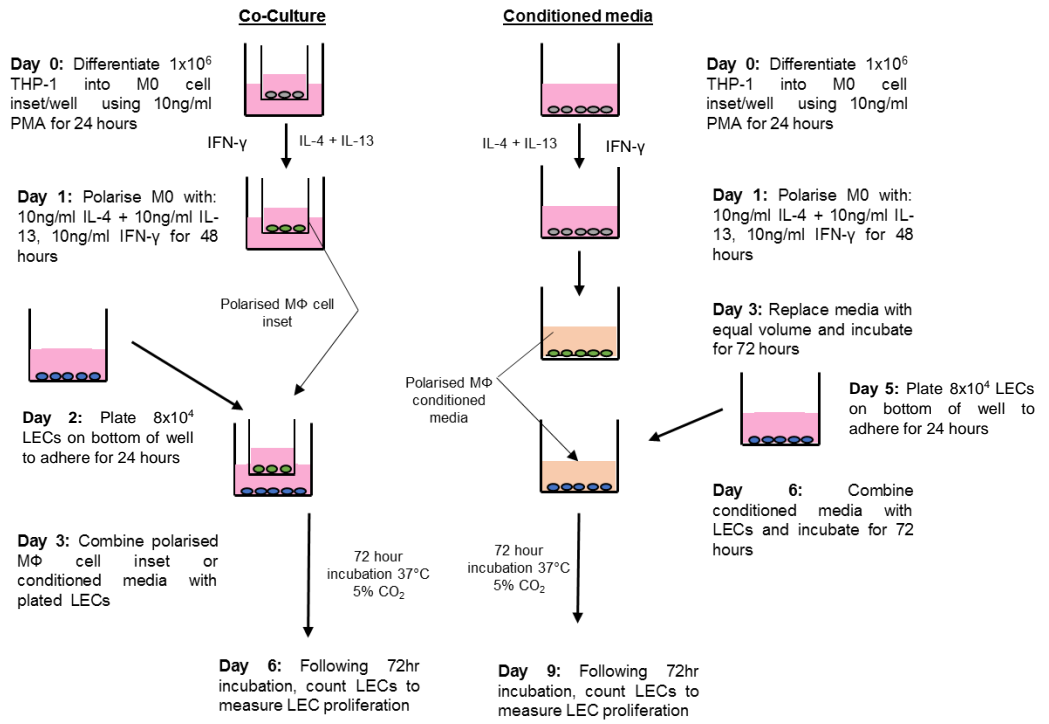 Co-Culture
Day 0: Differentiate 1x10⁶
THP-1 into M0 cell
inset/well using 10ng/ml
PMA for 24 hours
IFN-γ
IL-4 + IL-13
Day 1: Polarise M0 with:
10ng/ml IL-4 + 10ng/ml IL-
13, 10ng/ml IFN-γ for 48
hours
Polarised MΦ cell
inset
Day 2: Plate 8x10⁴
LECs on bottom of well
to adhere for 24 hours
Day 3: Combine polarised
MΦ cell inset or
conditioned media with
plated LECs
72 hour
incubation 37°C
5% CO₂
Day 6: Following 72hr
incubation, count LECs to
measure LEC proliferation
Conditioned media
Day 0: Differentiate 1x10⁶
THP-1 into M0 cell
inset/well using 10ng/ml
PMA for 24 hours
IL-4 + IL-13
IFN-γ
Day 1: Polarise M0 with:
10ng/ml IL-4 + 10ng/ml IL-
13, 10ng/ml IFN-γ for 48
hours
Day 3: Replace media with
equal volume and incubate
for 72 hours
Polarised MΦ
conditioned
media
Day 5: Plate 8x10⁴ LECs
on bottom of well to
adhere for 24 hours
Day 6: Combine
conditioned media with
LECs and incubate for 72
hours
72 hour
incubation 37°C
5% CO₂
Day 9: Following 72hr
incubation, count LECs to
measure LEC proliferation